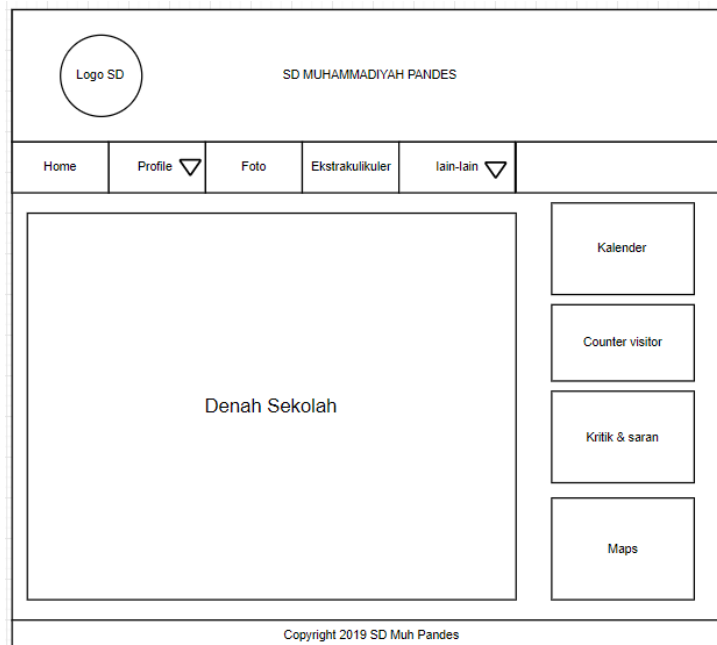 Logo SD
SD MUHAMMADIYAH PANDES
Home
Profile
Foto
Ekstrakulikuler
lain-lain
Kalender
Counter visitor
Denah Sekolah
Kritik & saran
Maps
Copyright 2019 SD Muh Pandes